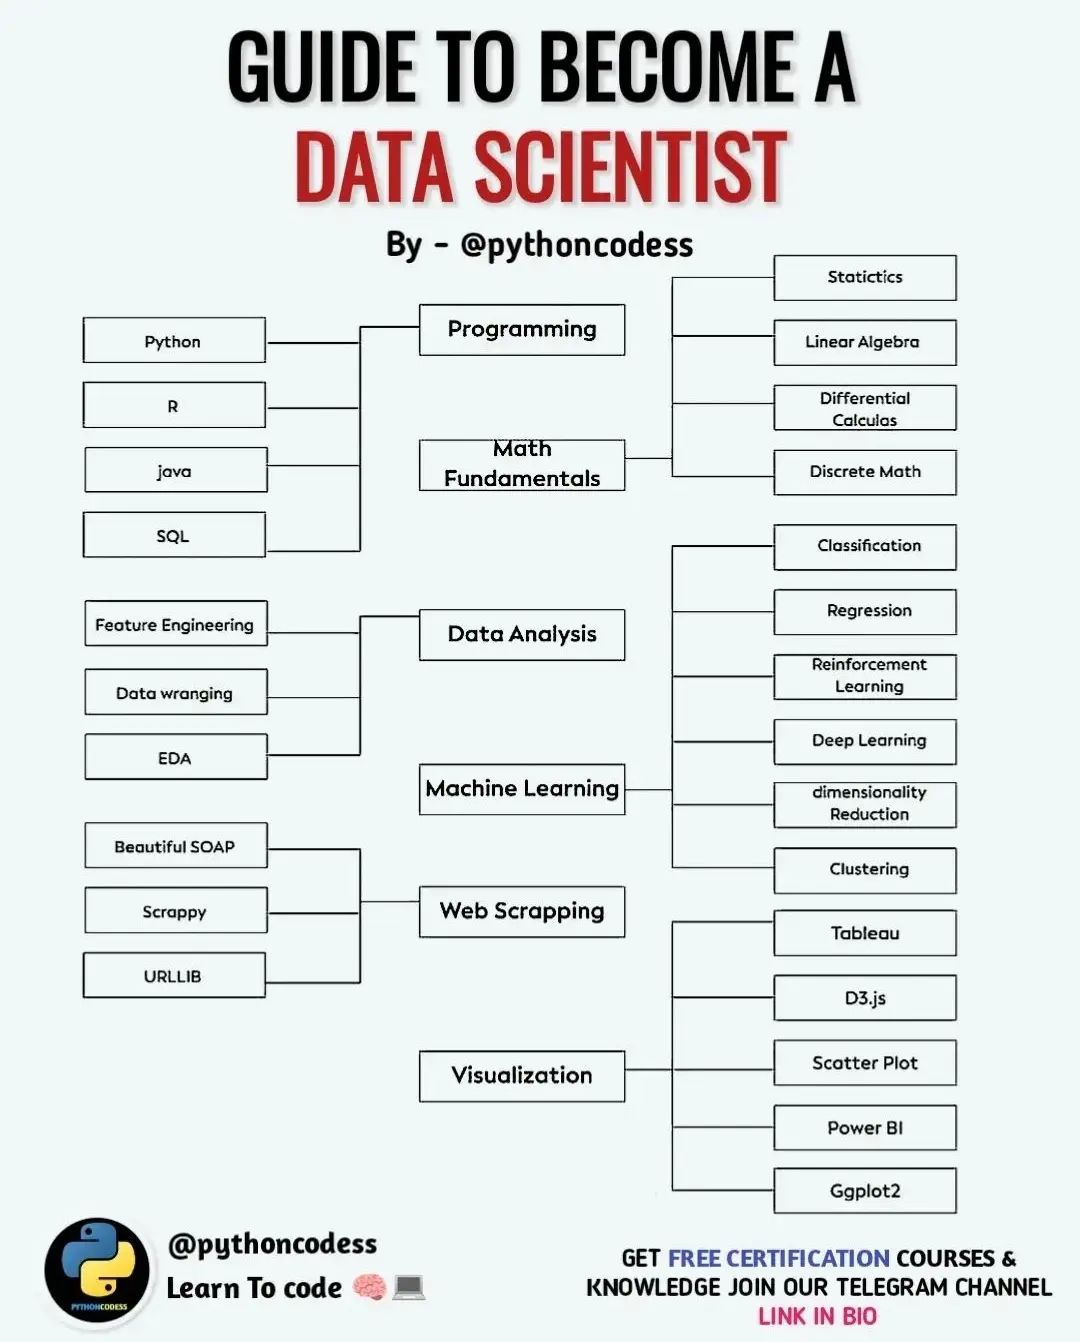 GUIDE TO BECOME A
DATA SCIENTIST
By - @pythoncodess
Programming
Python
R
java
SQL
Math
Fundamentals
Statictics
Linear Algebra
Differential
Calculas
Discrete Math
Data Analysis
Feature Engineering
Data wranging
EDA
Machine Learning
Classification
Regression
Reinforcement
Learning
Deep Learning
dimensionality
Reduction
Clustering
Web Scrapping
Beautiful SOAP
Scrappy
URLLIB
Visualization
Tableau
D3.js
Scatter Plot
Power BI
Ggplot2
PYTHONCODESS
@pythoncodess
Learn To code 🧠 💻
GET FREE CERTIFICATION COURSES &
KNOWLEDGE JOIN OUR TELEGRAM CHANNEL
LINK IN BIO